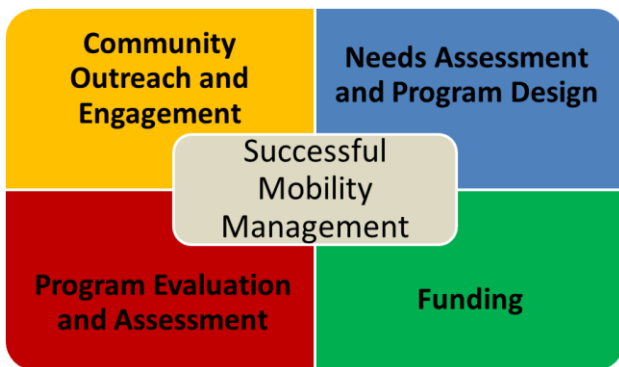 Community
Outreach and
Engagement
Needs Assessment
and Program Design
Successful
Mobility
Management
Program Evaluation
and Assessment
Funding